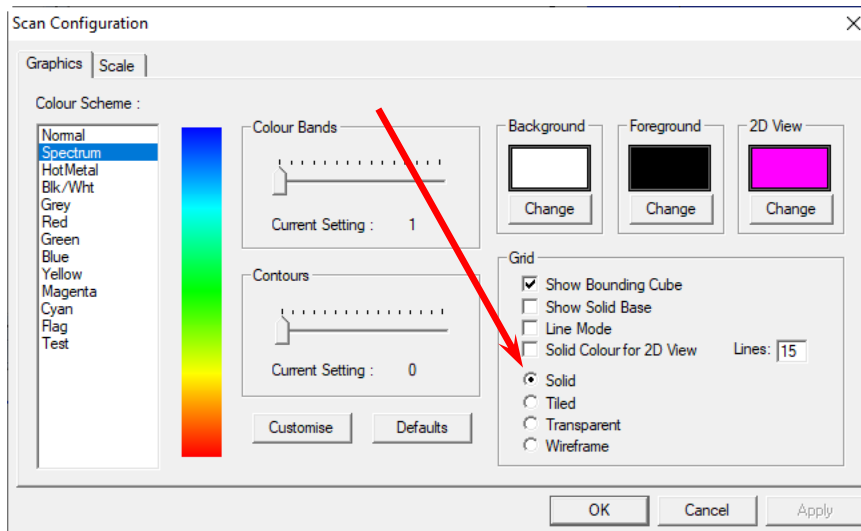 Scan Configuration
Graphics
Scale
Colour Scheme :
Normal
Spectrum
HotMetal
Blk/Wht
Grey
Red
Green
Blue
Yellow
Magenta
Cyan
Flag
Test
Colour Bands
Current Setting : 1
Contours
Current Setting : 0
Customise
Defaults
Background
Change
Foreground
Change
2D View
Change
Grid
Show Bounding Cube
Show Solid Base
Line Mode
Solid Colour for 2D View
Lines: 15
Solid
Tiled
Transparent
Wireframe
OK
Cancel
Apply